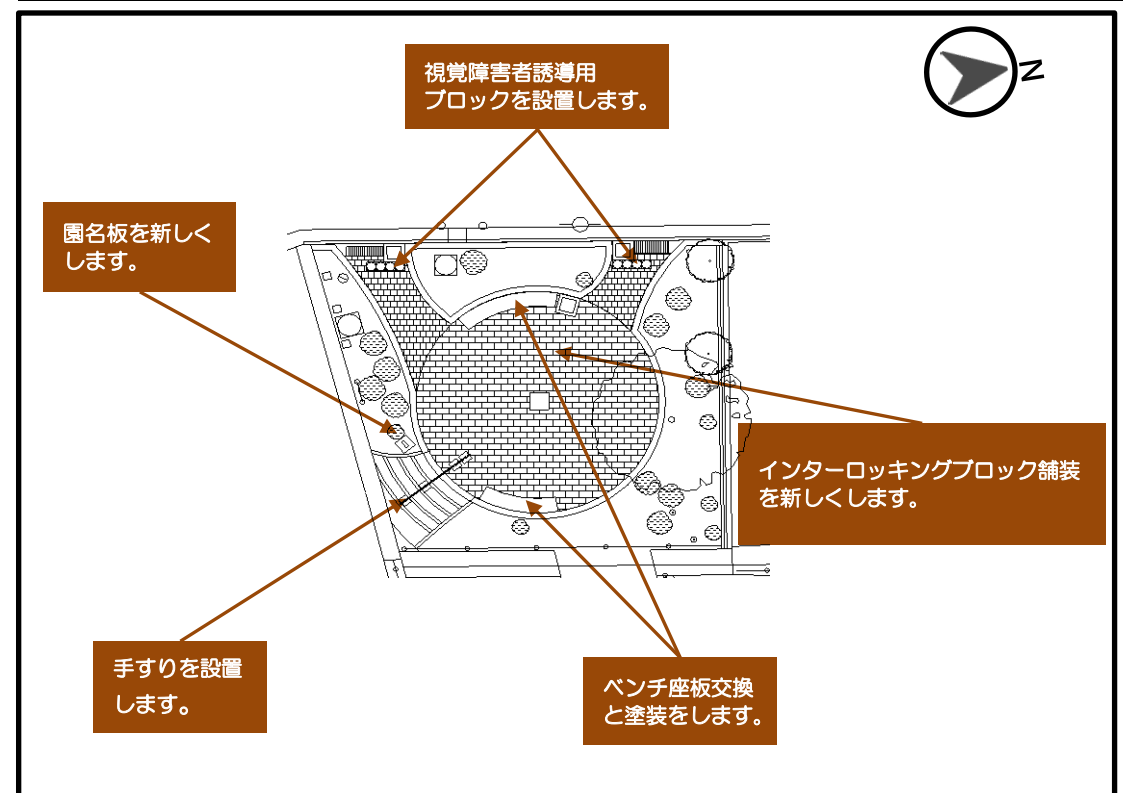 視覚障害者誘導用
ブロックを設置します。
N
園名板を新しく
します。
インターロッキングブロック舗装
を新しくします。
手すりを設置
します。
ベンチ座板交換
と塗装をします。